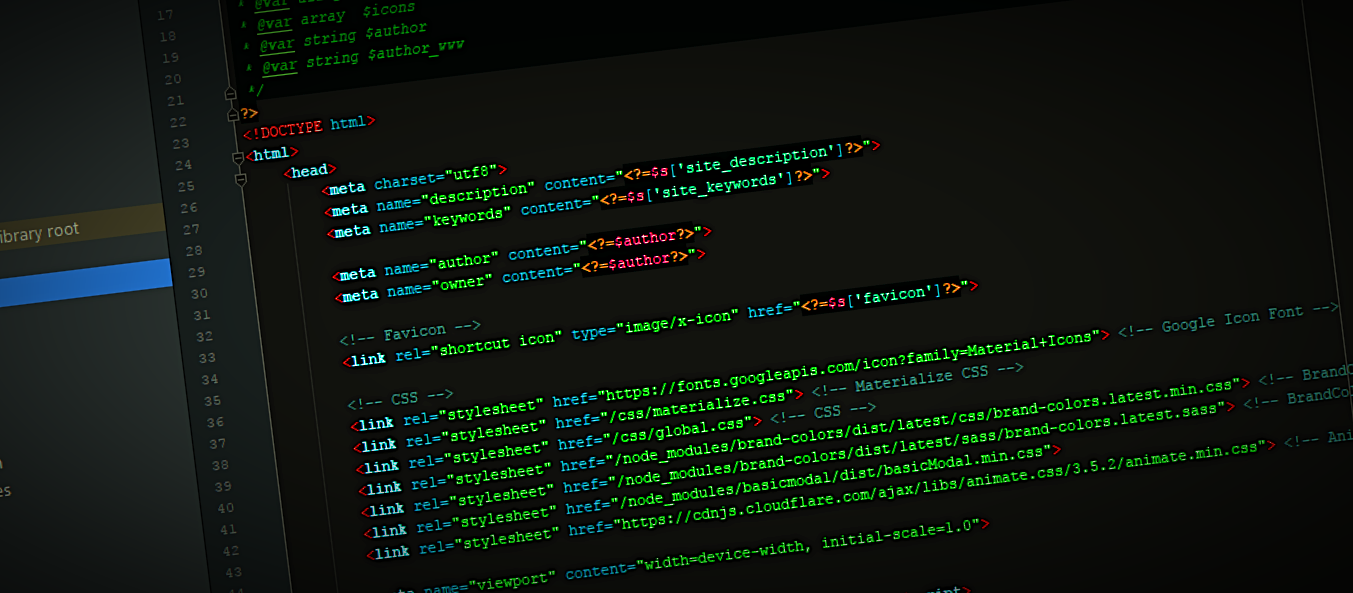 17 * @var
18 * @var array $icons
19 * @var string $author
20 * @var string $author_www
21 */
22 ?>
23 <!DOCTYPE html>
24 <html>
25 <head>
26 <meta charset="utf8">
27 <meta name="description" content="<?=$s['site_description']?>">
28 <meta name="keywords" content="<?=$s['site_keywords']?>">
29
30 <meta name="author" content="<?=$author?>">
31 <meta name="owner" content="<?=$author?>">
32
33 <!-- Favicon -->
34 <link rel="shortcut icon" type="image/x-icon" href="<?=$s['favicon']?>">
35
36 <!-- CSS -->
37 <link rel="stylesheet" href="https://fonts.googleapis.com/icon?family=Material+Icons"> <!-- Google Icon Font -->
38 <link rel="stylesheet" href="/css/materialize.css"> <!-- Materialize CSS -->
39 <link rel="stylesheet" href="/css/global.css"> <!-- CSS -->
40 <link rel="stylesheet" href="/node_modules/brand-colors/dist/latest/css/brand-colors.latest.min.css"> <!-- BrandC
41 <link rel="stylesheet" href="/node_modules/brand-colors/dist/latest/sass/brand-colors.latest.sass"> <!-- BrandCo
42 <link rel="stylesheet" href="/node_modules/basicmodal/dist/basicModal.min.css">
43 <link rel="stylesheet" href="https://cdnjs.cloudflare.com/ajax/libs/animate.css/3.5.2/animate.min.css"> <!-- Ani
44
name="viewport" content="width=device-width, initial-scale=1.0">
ibrary root
es